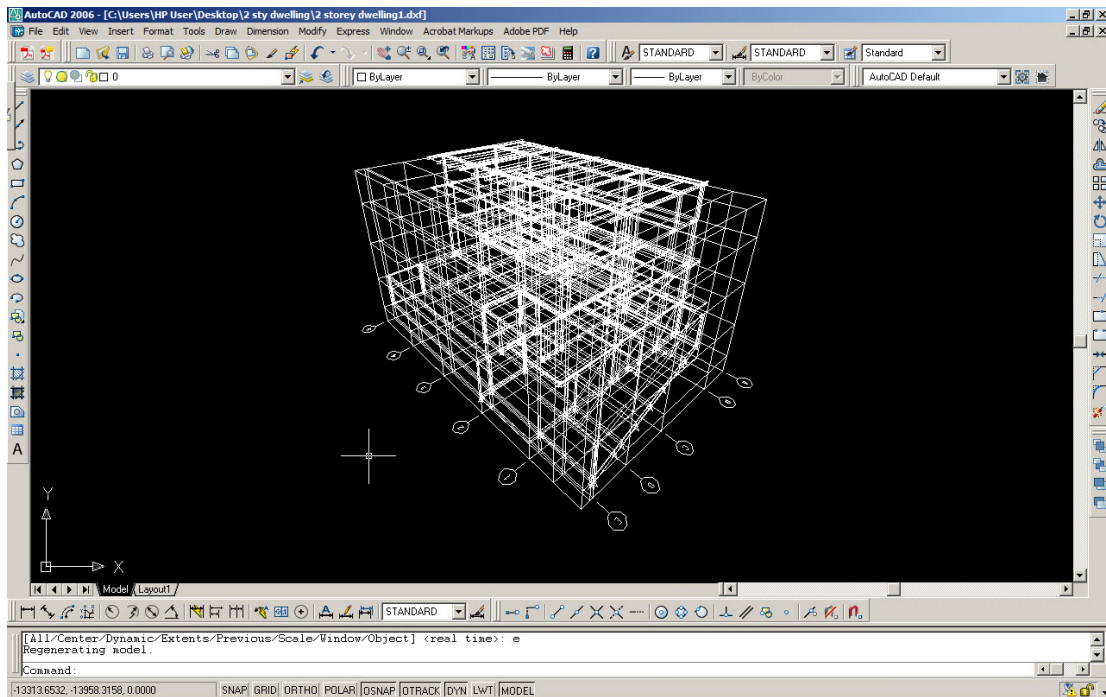 AutoCAD 2006 - [C:\Users\HP User\Desktop\2 sty dwelling\2 storey dwelling1.dxf]
File Edit View Insert Format Tools Draw Dimension Modify Express Window Acrobat Markups Adobe PDF Help
STANDARD STANDARD Standard
0 ByLayer ByLayer ByLayer ByColor AutoCAD Default
A
Y
X
Model Layout1
STANDARD
[All/Center/Dynamic/Extents/Previous/Scale/Window/Object] <real time>: e
Regenerating model.
Command:
-13313.6532, -13958.3158, 0.0000 SNAP GRID ORTHO POLAR OSNAP OTRACK DYN LWT MODEL